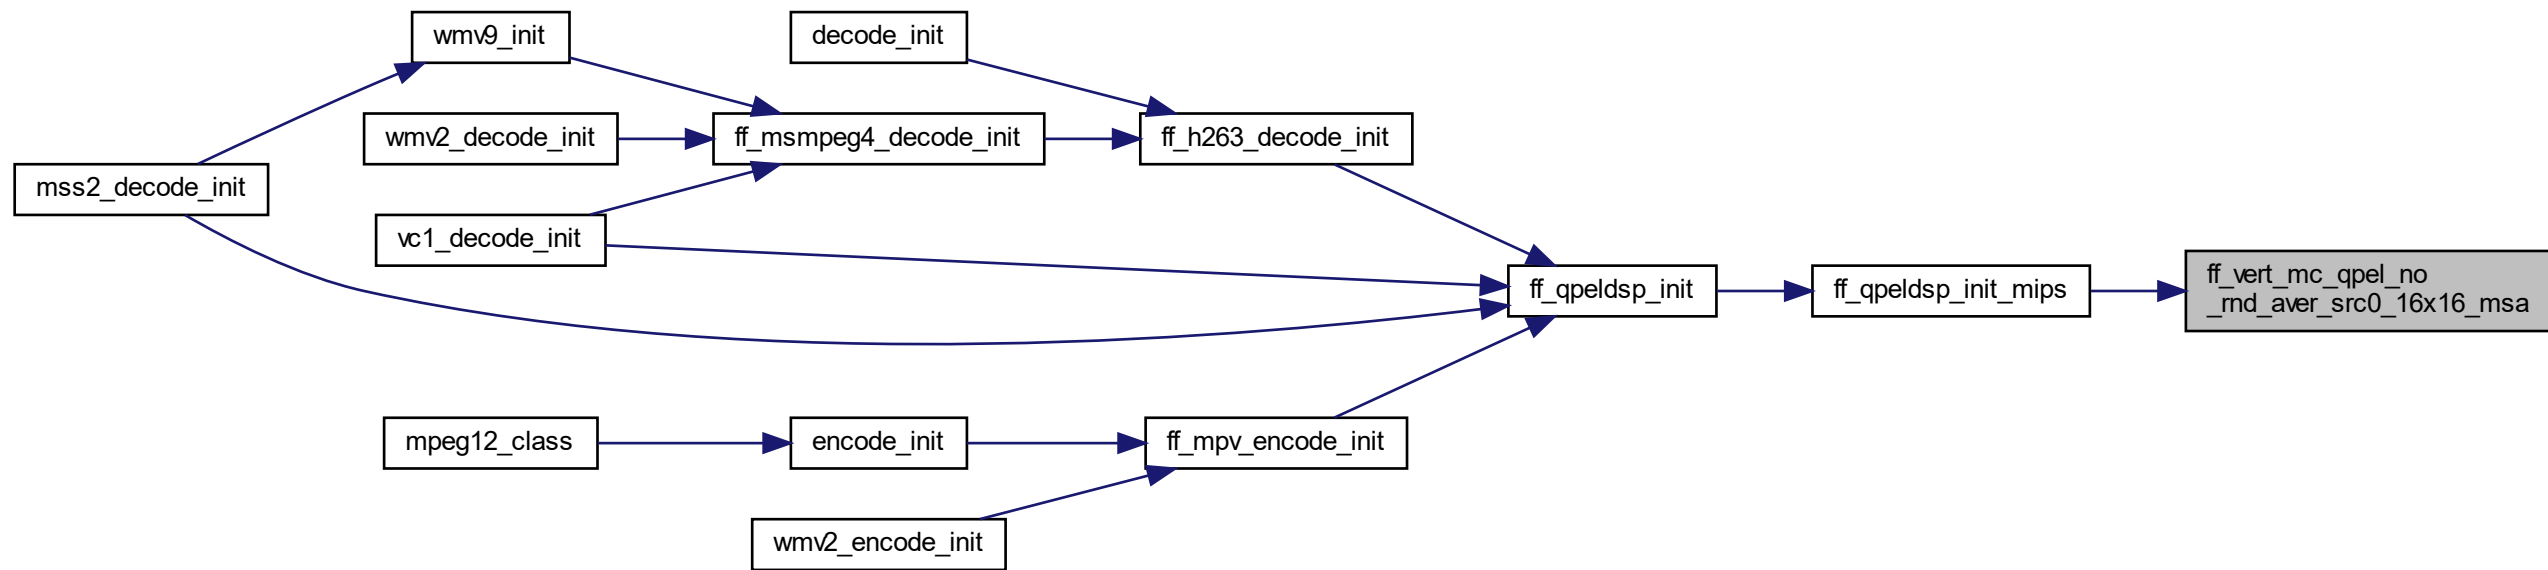 wmv9_init
decode_init
wmv2_decode_init
ff_msmpeg4_decode_init
ff_h263_decode_init
mss2_decode_init
vc1_decode_init
ff_qpeldsp_init
ff_qpeldsp_init_mips
ff_vert_mc_qpel_no
_rnd_aver_src0_16x16_msa
mpeg12_class
encode_init
ff_mpv_encode_init
wmv2_encode_init